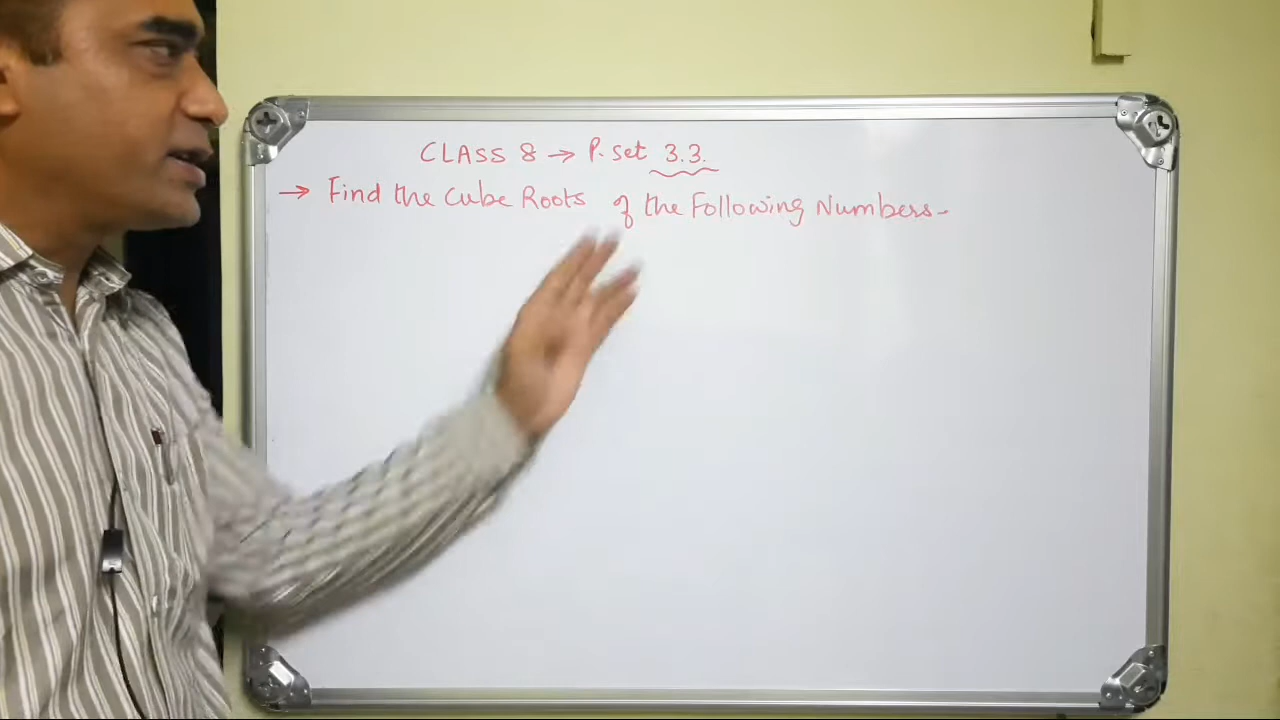 CLASS 8 → P. Set 3.3.
→ Find the Cube Roots of the Following Numbers-